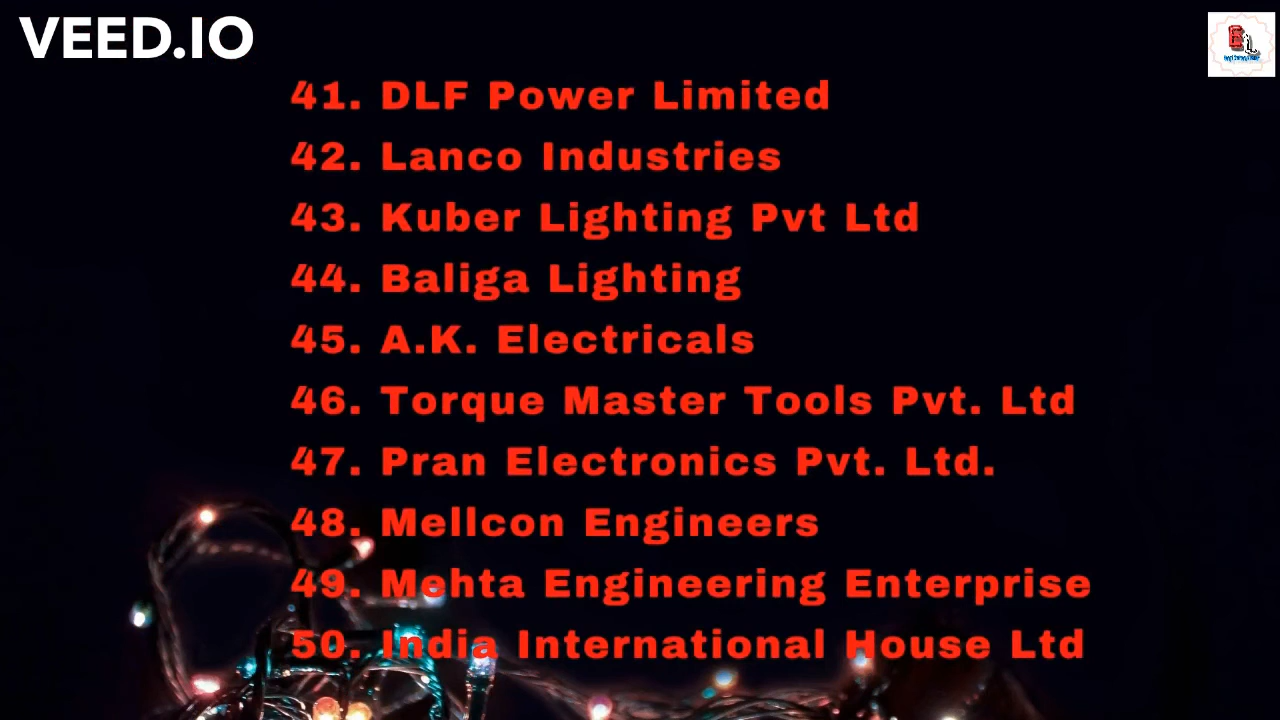 VEED.IO
41. DLF Power Limited
42. Lanco Industries
43. Kuber Lighting Pvt Ltd
44. Baliga Lighting
45. A.K. Electricals
46. Torque Master Tools Pvt. Ltd
47. Pran Electronics Pvt. Ltd.
48. Mellcon Engineers
49. Mehta Engineering Enterprise
50. India International House Ltd